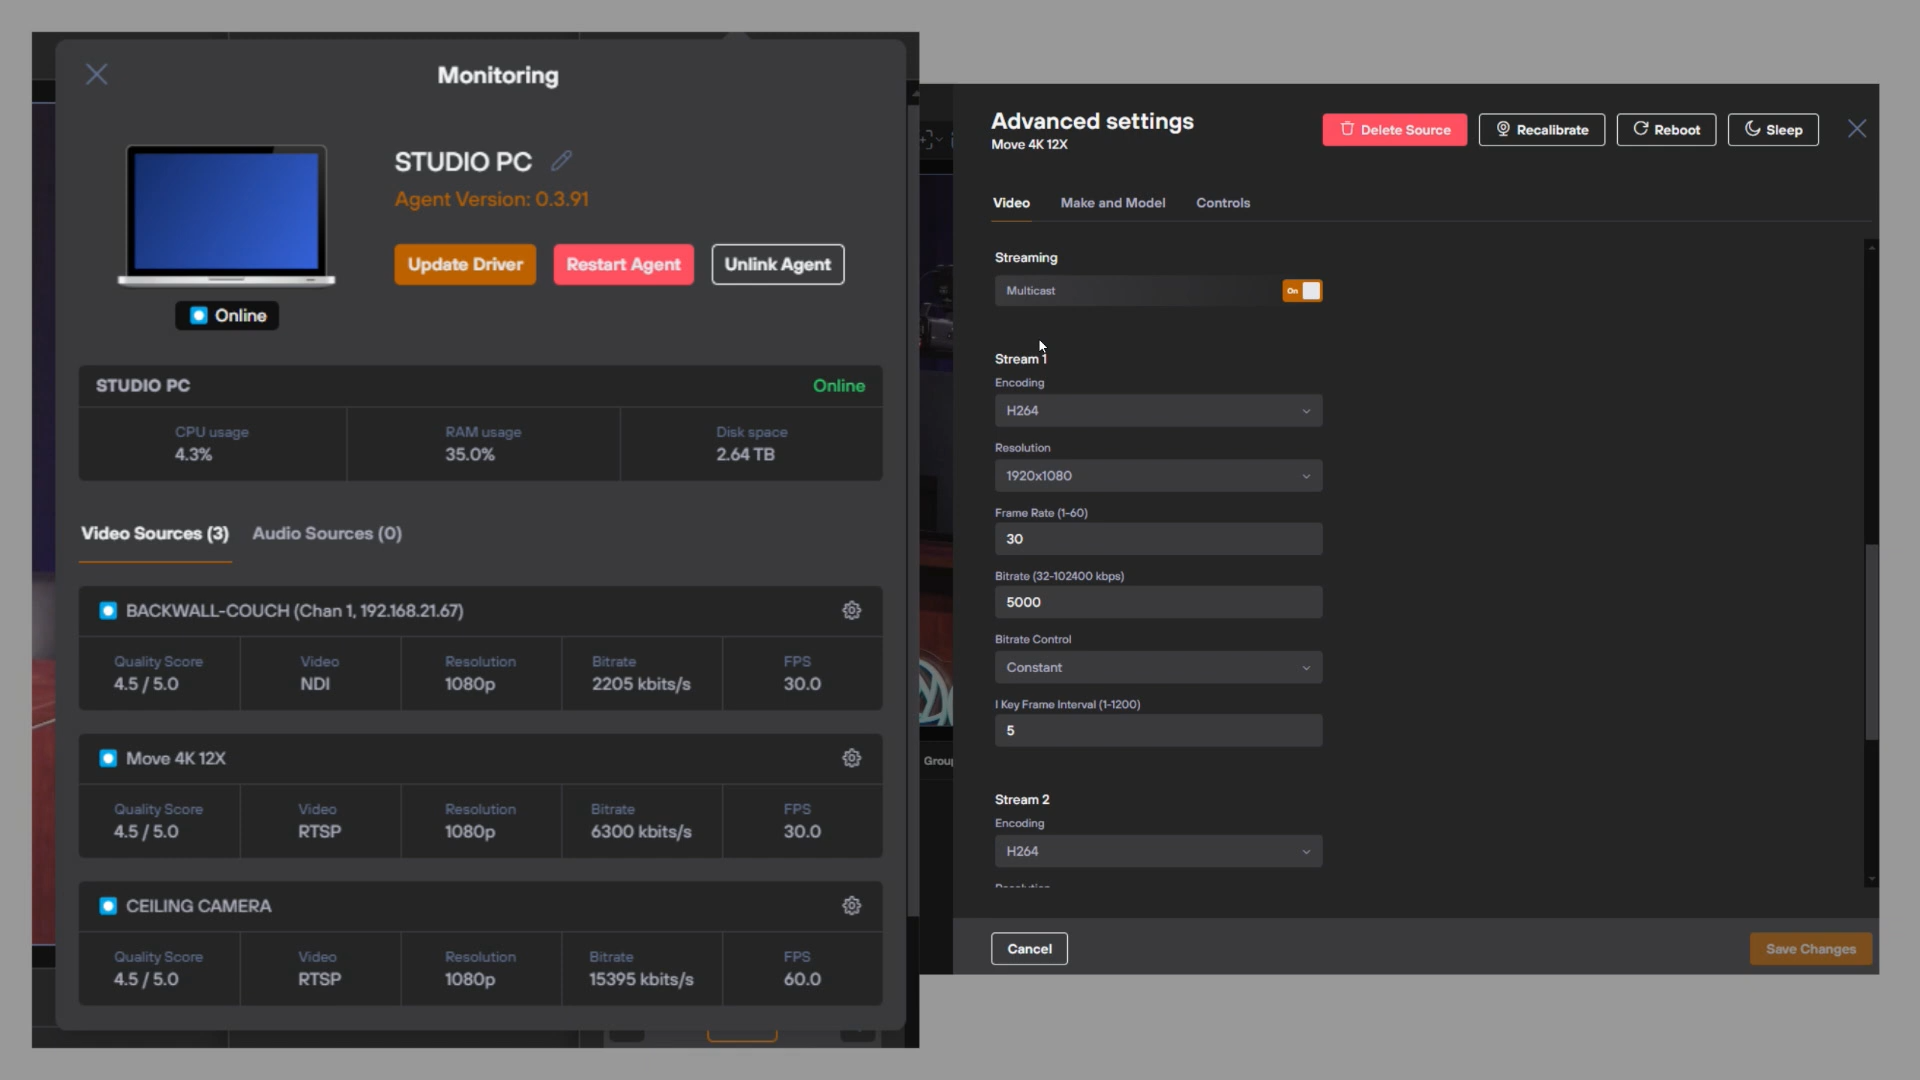 Monitoring
STUDIO PC
Agent Version: 0.3.91
Update Driver
Restart Agent
Unlink Agent
Online
STUDIO PC
Online
CPU usage
RAM usage
Disk space
4.3%
35.0%
2.64 TB
Video Sources (3)
Audio Sources (0)
BACKWALL-COUCH (Chan 1, 192.168.21.67)
Quality Score
Video
Resolution
Bitrate
FPS
4.5 / 5.0
NDI
1080p
2205 kbits/s
30.0
Move 4K 12X
Quality Score
Video
Resolution
Bitrate
FPS
4.5 / 5.0
RTSP
1080p
6300 kbits/s
30.0
CEILING CAMERA
Quality Score
Video
Resolution
Bitrate
FPS
4.5 / 5.0
RTSP
1080p
15395 kbits/s
60.0
Advanced settings
Move 4K 12X
Delete Source
Recalibrate
Reboot
Sleep
Video
Make and Model
Controls
Streaming
Multicast
On
Stream 1
Encoding
H264
Resolution
1920x1080
Frame Rate (1-60)
30
Bitrate (32-102400 kbps)
5000
Bitrate Control
Constant
I Key Frame Interval (1-1200)
5
Stream 2
Encoding
H264
Cancel
Save Changes